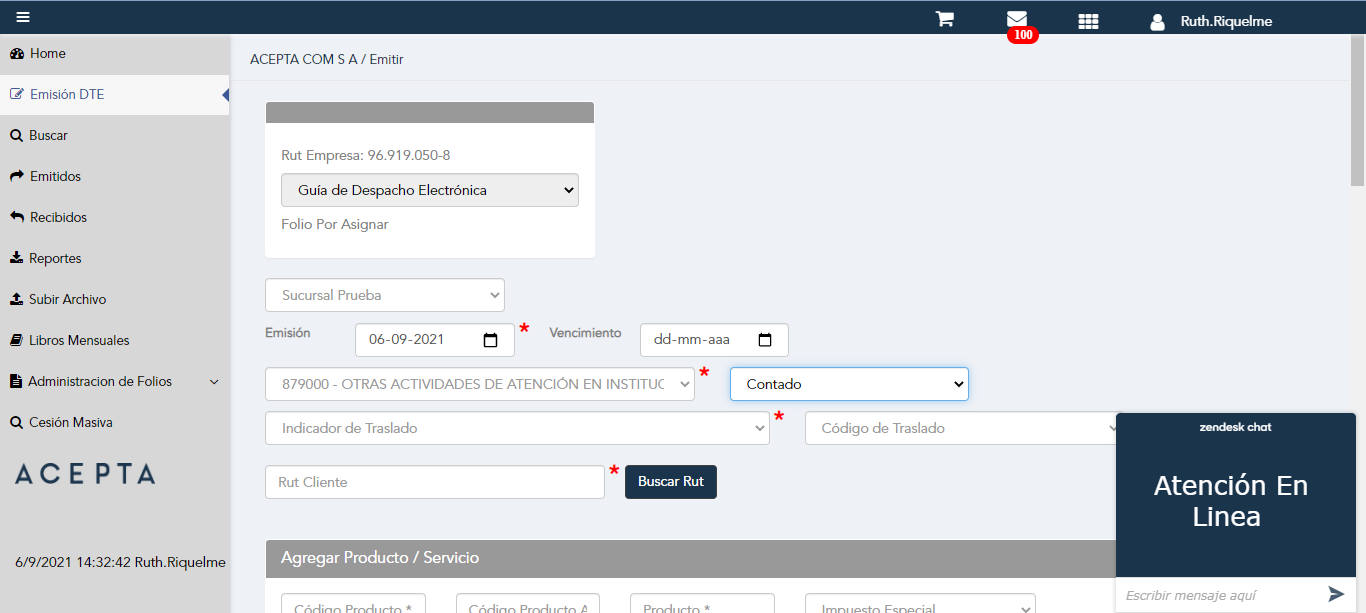 Ruth.Riquelme
100
Home
Emisión DTE
Buscar
Emitidos
Recibidos
Reportes
Subir Archivo
Libros Mensuales
Administracion de Folios
Cesión Masiva
ACEPTA
6/9/2021 14:32:42 Ruth.Riquelme
ACEPTA COM S A / Emitir
Rut Empresa: 96.919.050-8
Guía de Despacho Electrónica
Folio Por Asignar
Sucursal Prueba
Emisión 06-09-2021 * Vencimiento dd-mm-aaa
879000 - OTRAS ACTIVIDADES DE ATENCIÓN EN INSTITUC * Contado
Indicador de Traslado * Código de Traslado
Rut Cliente * Buscar Rut
Agregar Producto / Servicio
Código Producto * Código Producto A Producto * Impuesto Especial
zendesk chat
Atención En
Linea
Escribir mensaje aquí